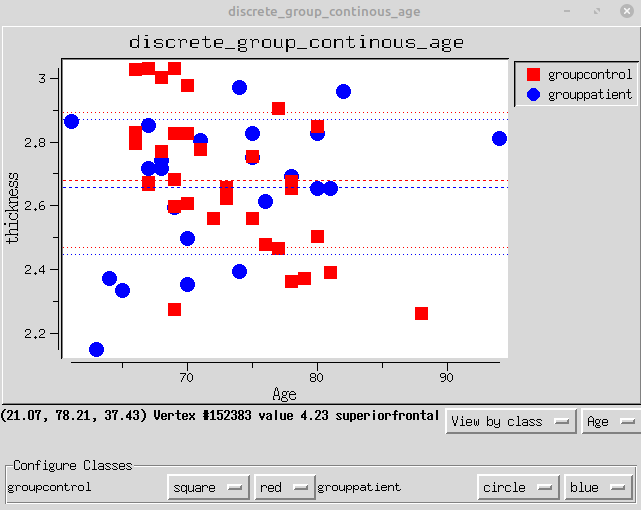 discrete_group_continous_age
discrete_group_continous_age
groupcontrol
grouppatient
3
2.8
2.6
2.4
2.2
thickness
70 80 90
Age
(21.07, 78.21, 37.43) Vertex #152383 value 4.23 superiorfrontal
View by class
Age
Configure Classes
groupcontrol square red grouppatient circle blue